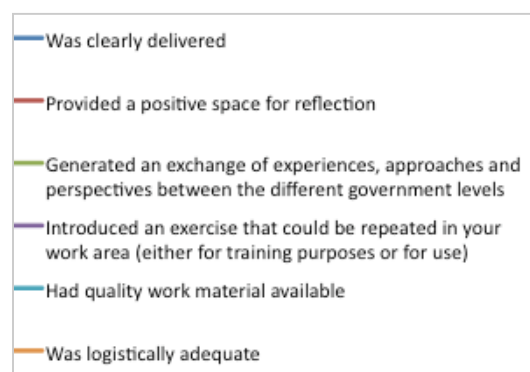 Was clearly delivered
Provided a positive space for reflection
Generated an exchange of experiences, approaches and
perspectives between the different government levels
Introduced an exercise that could be repeated in your
work area (either for training purposes or for use)
Had quality work material available
Was logistically adequate